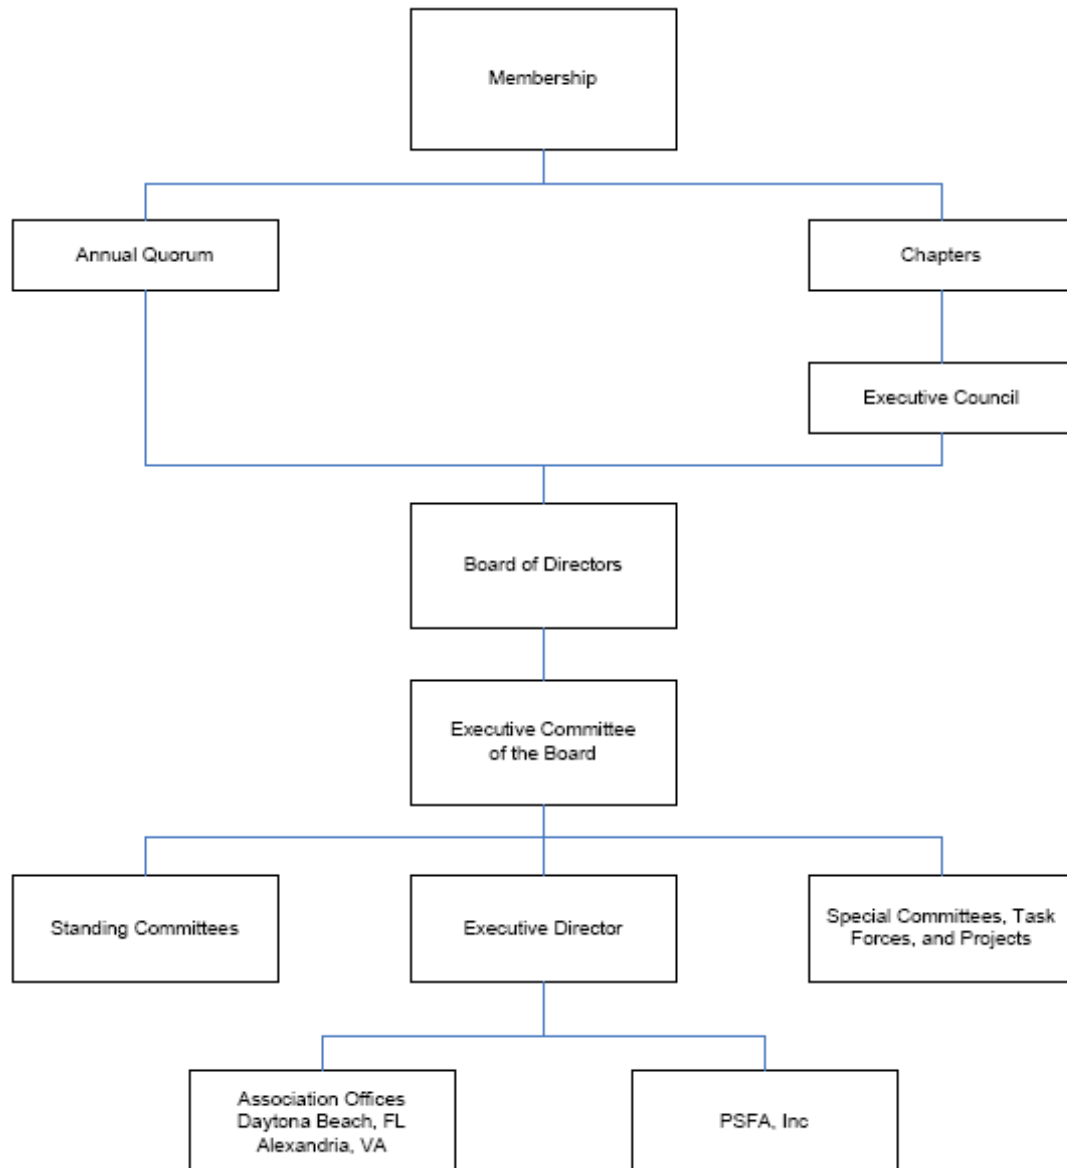 Membership
Annual Quorum
Chapters
Executive Council
Board of Directors
Executive Committee
of the Board
Standing Committees
Executive Director
Special Committees, Task
Forces, and Projects
Association Offices
Daytona Beach, FL
Alexandria, VA
PSFA, Inc